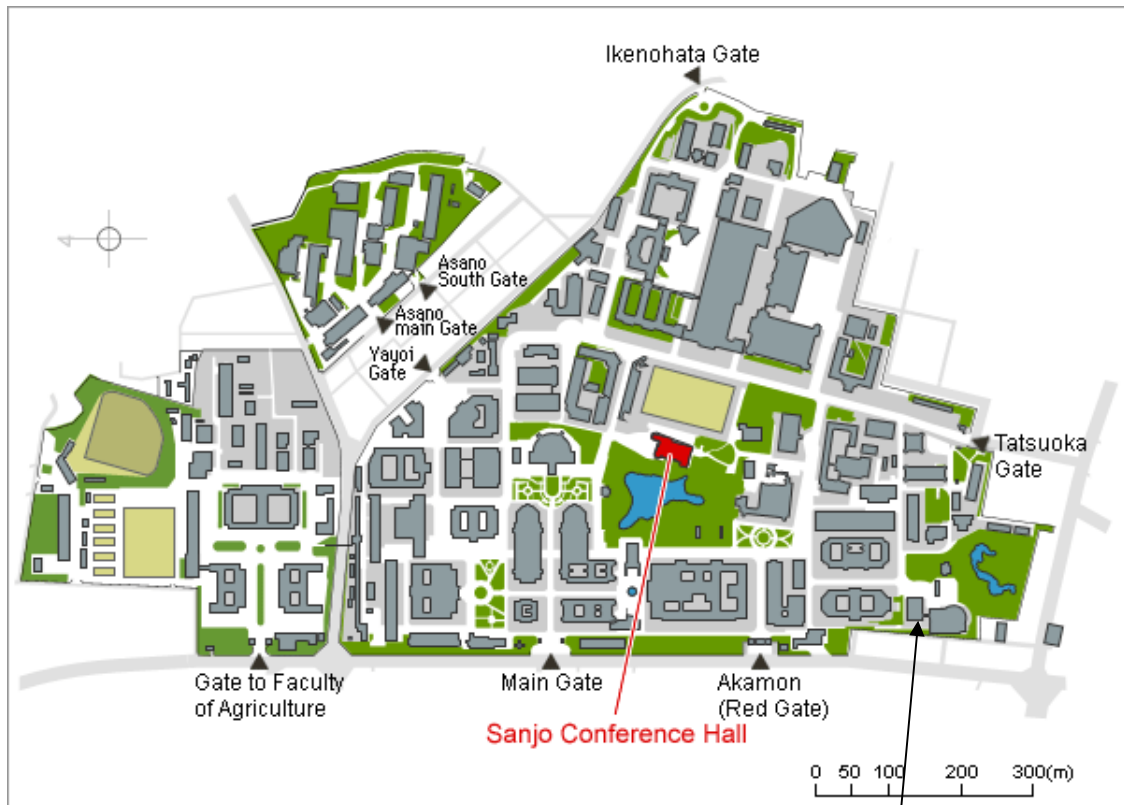 Ikenohata Gate
Asano
South Gate
Asano
main Gate
Yayoi
Gate
Tatsuoka
Gate
Gate to Faculty
of Agriculture
Main Gate
Akamon
(Red Gate)
Sanjo Conference Hall
0 50 100 200 300(m)